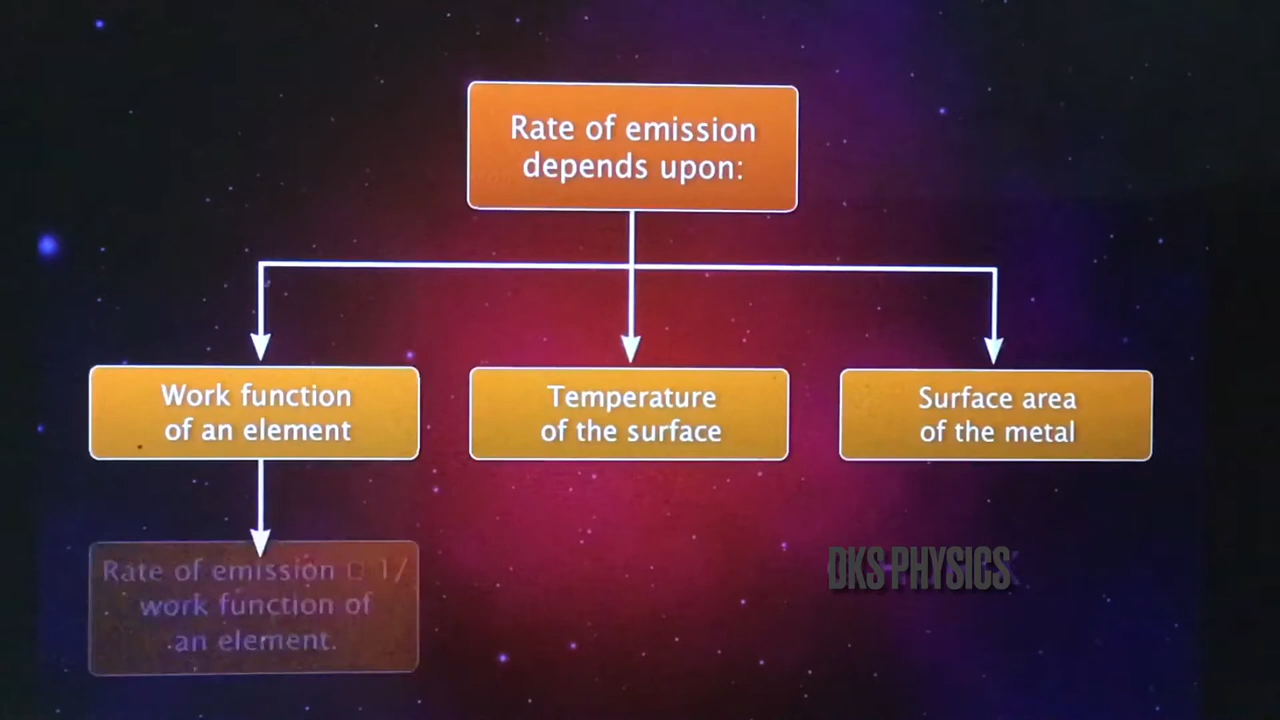 Rate of emission
depends upon:
Work function
of an element
Temperature
of the surface
Surface area
of the metal
Rate of emission □ 1/
work function of
an element.
DKS PHYSICS